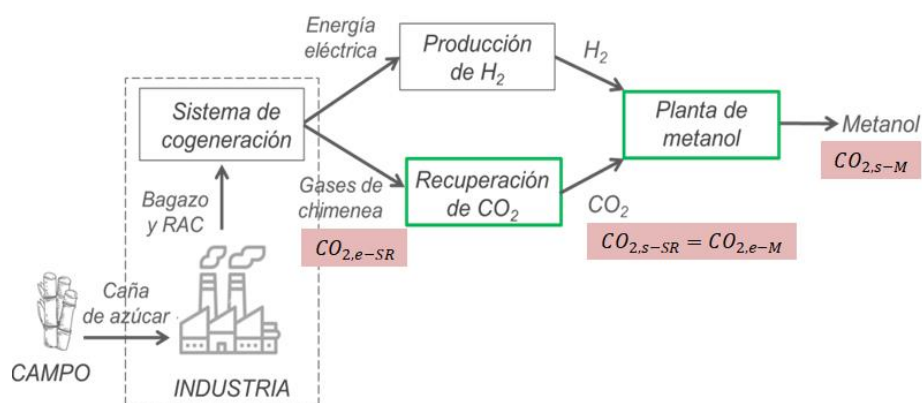 Energía
eléctrica
Producción
de H₂
H₂
Sistema de
cogeneración
Planta de
metanol
Metanol
CO₂,s−M
Bagazo
y RAC
Gases de
chimenea
CO₂,e−SR
Recuperación
de CO₂
CO₂
CO₂,s−SR = CO₂,e−M
Caña
de azúcar
CAMPO
INDUSTRIA